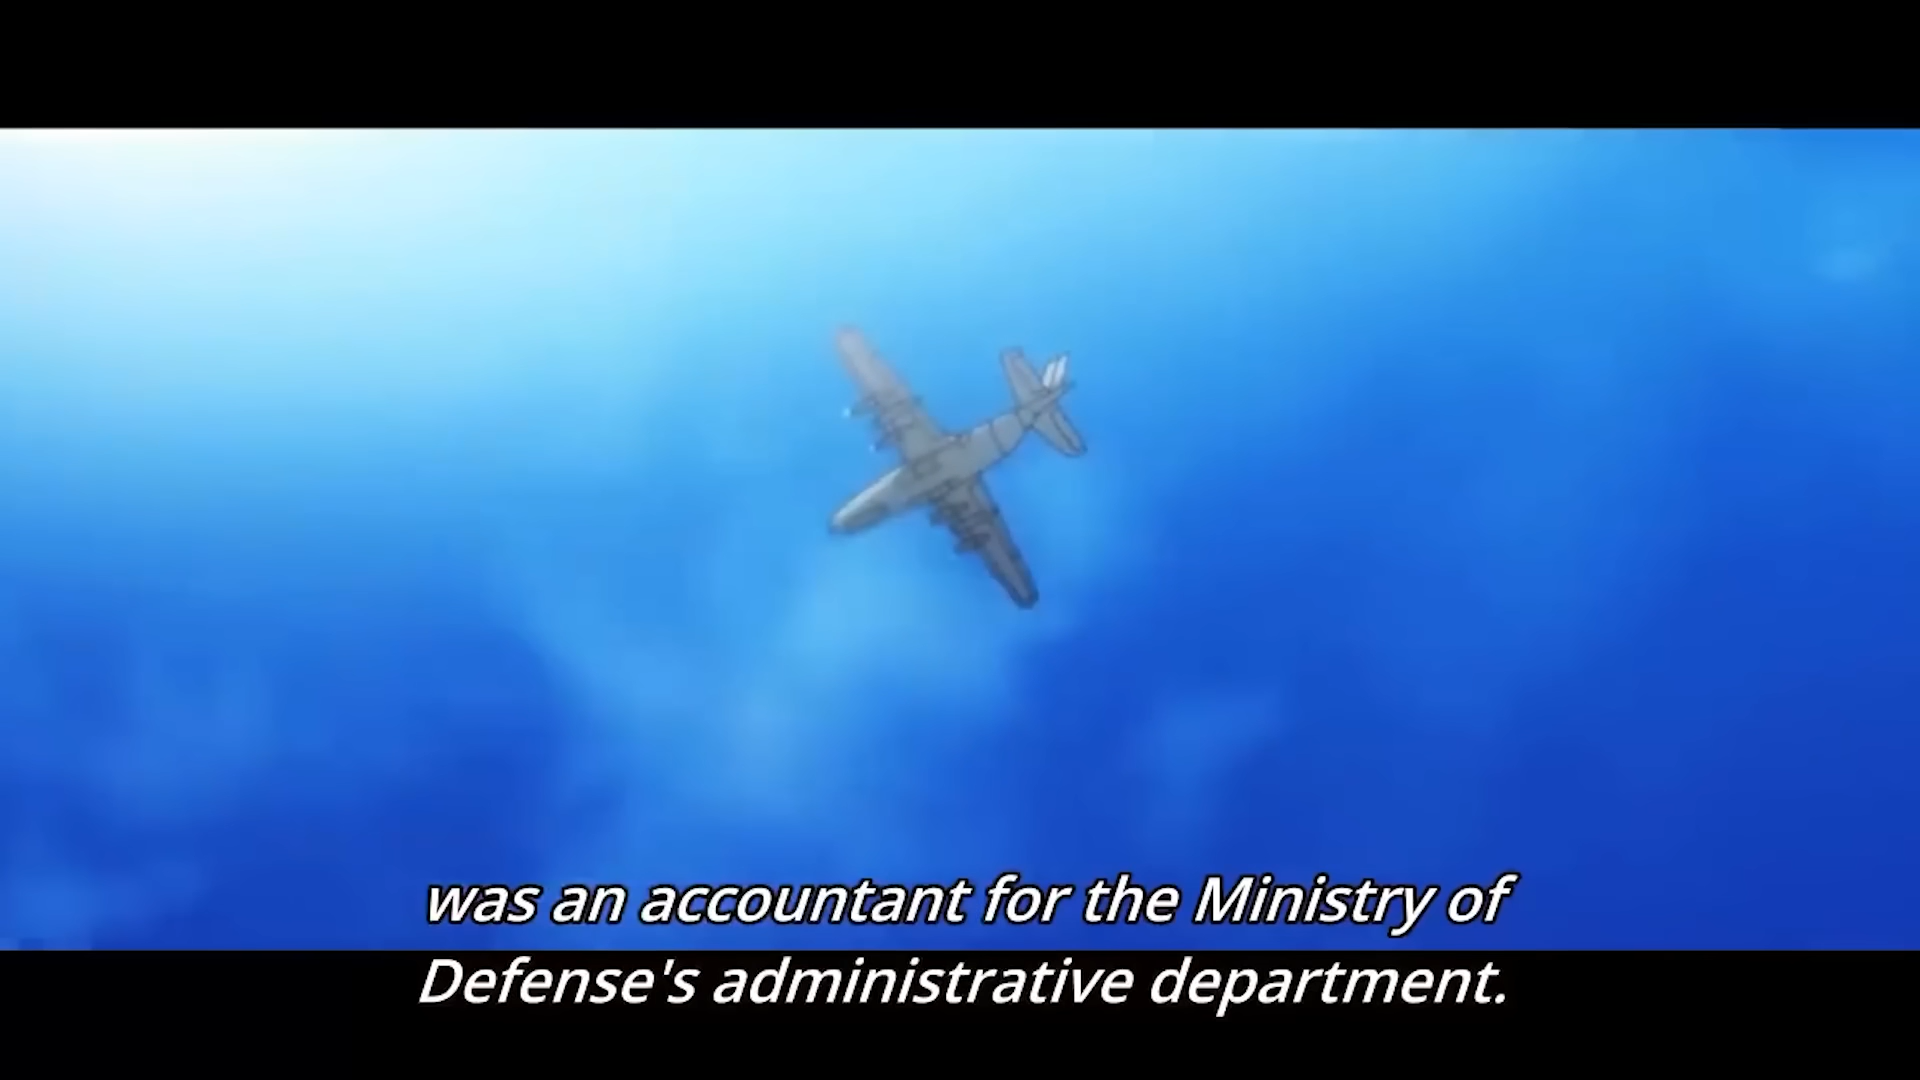 was an accountant for the Ministry of
Defense's administrative department.